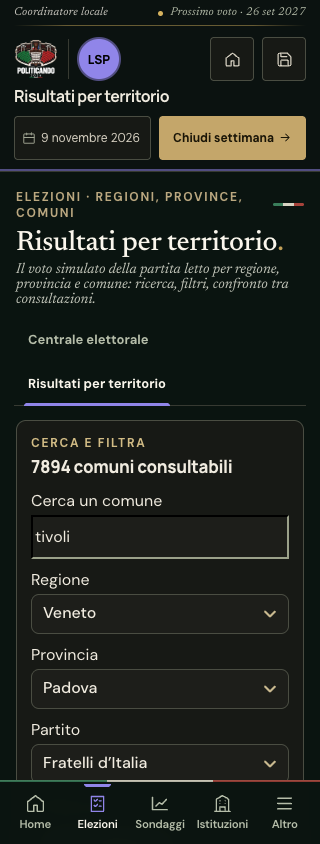 Coordinatore locale
Prossimo voto · 26 set 2027
POLITICANDO
LSP
Risultati per territorio
9 novembre 2026
Chiudi settimana →
ELEZIONI · REGIONI, PROVINCE,
COMUNI
Risultati per territorio.
Il voto simulato della partita letto per regione,
provincia e comune: ricerca, filtri, confronto tra
consultazioni.
Centrale elettorale
Risultati per territorio
CERCA E FILTRA
7894 comuni consultabili
Cerca un comune
tivoli
Regione
Veneto
Provincia
Padova
Partito
Fratelli d’Italia
Home
Elezioni
Sondaggi
Istituzioni
Altro